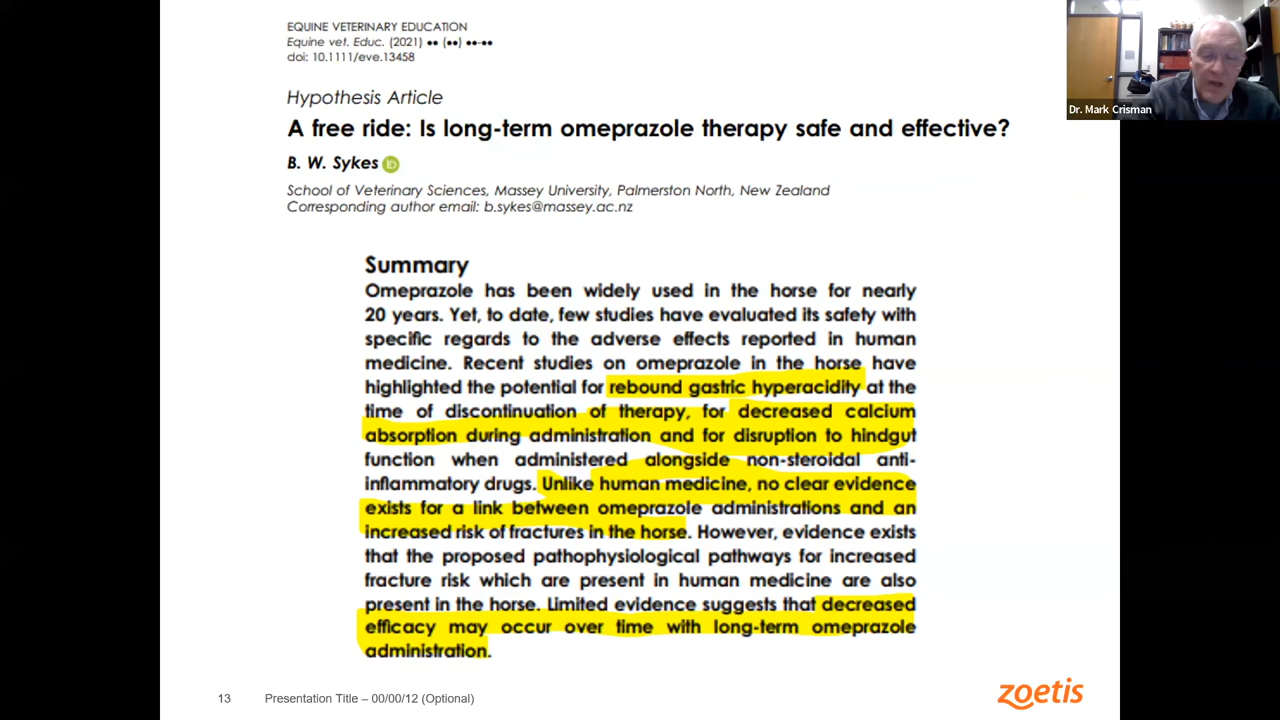 EQUINE VETERINARY EDUCATION
Equine vet. Educ. (2021) •• (••) ••-••
doi: 10.1111/eve.13458
Dr. Mark Crisman
Hypothesis Article
A free ride: Is long-term omeprazole therapy safe and effective?
B. W. Sykes iD
School of Veterinary Sciences, Massey University, Palmerston North, New Zealand
Corresponding author email: b.sykes@massey.ac.nz
Summary
Omeprazole has been widely used in the horse for nearly
20 years. Yet, to date, few studies have evaluated its safety with
specific regards to the adverse effects reported in human
medicine. Recent studies on omeprazole in the horse have
highlighted the potential for rebound gastric hyperacidity at the
time of discontinuation of therapy, for decreased calcium
absorption during administration and for disruption to hindgut
function when administered alongside non-steroidal anti-
inflammatory drugs. Unlike human medicine, no clear evidence
exists for a link between omeprazole administrations and an
increased risk of fractures in the horse. However, evidence exists
that the proposed pathophysiological pathways for increased
fracture risk which are present in human medicine are also
present in the horse. Limited evidence suggests that decreased
efficacy may occur over time with long-term omeprazole
administration.
13 Presentation Title – 00/00/12 (Optional)
zoetis